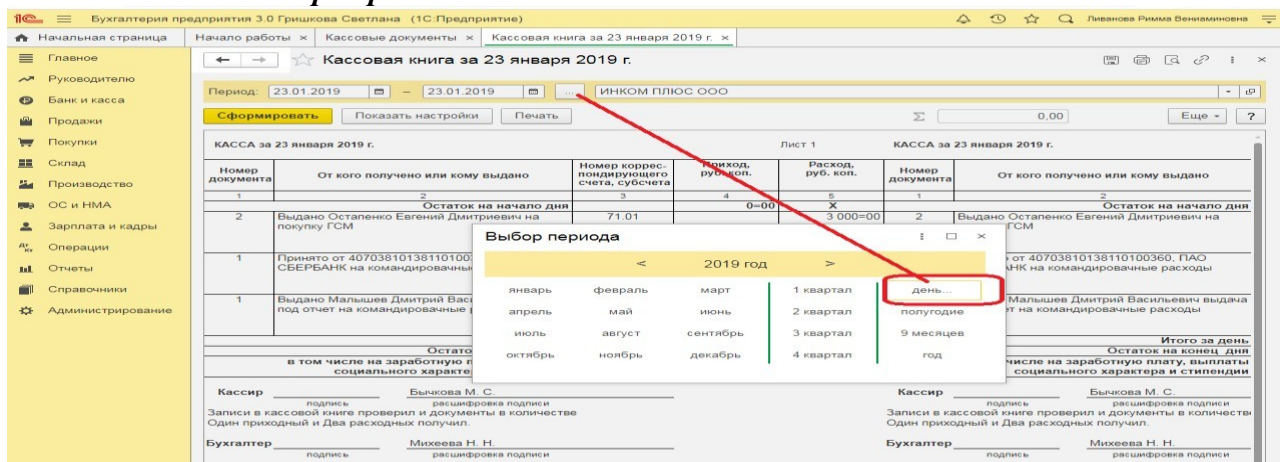 1С Бухгалтерия предприятия 3.0 Гришкова Светлана (1С:Предприятие) Ливанова Римма Вениаминовна
Начальная страница Начало работы × Кассовые документы × Кассовая книга за 23 января 2019 г. ×
Главное
Руководителю
Банк и касса
Продажи
Покупки
Склад
Производство
ОС и НМА
Зарплата и кадры
Операции
Отчеты
Справочники
Администрирование
Кассовая книга за 23 января 2019 г.
Период: 23.01.2019 – 23.01.2019 ... ИНКОМ ПЛЮС ООО
Сформировать Показать настройки Печать Σ 0,00 Еще ?
КАССА за 23 января 2019 г. Лист 1 КАССА за 23 января 2019 г.
Номер документа От кого получено или кому выдано Номер коррес-пондирующего счета, субсчета Приход, руб. коп. Расход, руб. коп. Номер документа От кого получено или кому выдано
1 2 3 4 5 1 2
Остаток на начало дня 0=00 X Остаток на начало дня
2 Выдано Остапенко Евгений Дмитриевич на 71.01 3 000=00 2 Выдано Остапенко Евгений Дмитриевич на
покупку ГСМ ГСМ
1 Принято от 407038101381101003 от 40703810138110100360, ПАО
СБЕРБАНК на командировачные НК на командировачные расходы
1 Выдано Малышев Дмитрий Васи Малышев Дмитрий Васильевич выдача
под отчет на командировачные р ет на командировачные расходы
Итого за день
Остато Остаток на конец дня
в том числе на заработную п числе на заработную плату, выплаты
социального характе социального характера и стипендии
Выбор периода
< 2019 год >
январь февраль март 1 квартал день...
апрель май июнь 2 квартал полугодие
июль август сентябрь 3 квартал 9 месяцев
октябрь ноябрь декабрь 4 квартал год
Кассир Бычкова М. С. Кассир Бычкова М. С.
подпись расшифровка подписи подпись расшифровка подписи
Записи в кассовой книге проверил и документы в количестве Записи в кассовой книге проверил и документы в количестве
Один приходный и Два расходных получил. Один приходный и Два расходных получил.
Бухгалтер Михеева Н. Н. Бухгалтер Михеева Н. Н.
подпись расшифровка подписи подпись расшифровка подписи